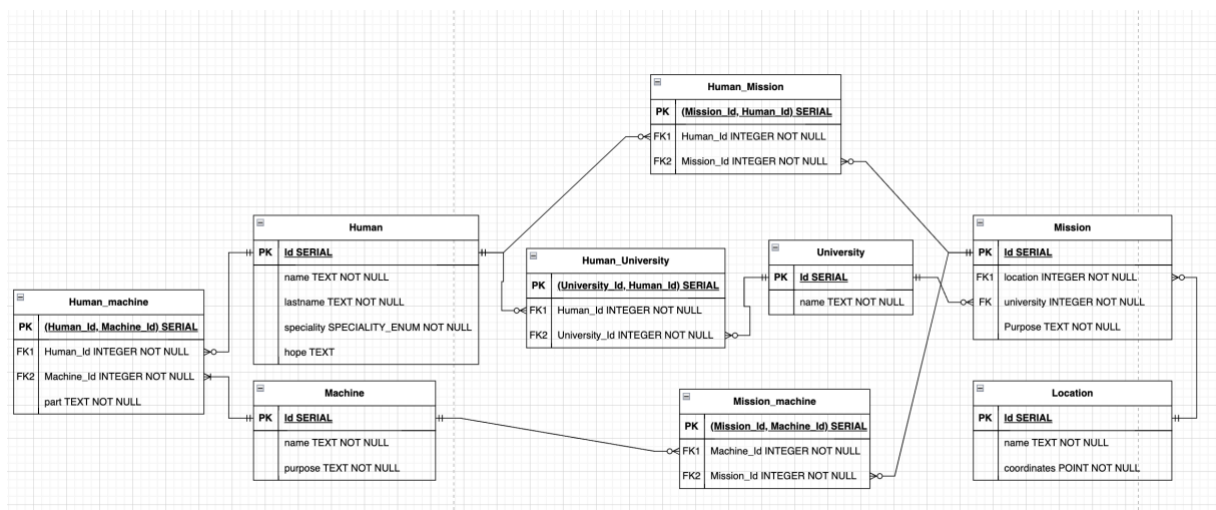 Human_Mission
PK (Mission_Id, Human_Id) SERIAL
FK1 Human_Id INTEGER NOT NULL
FK2 Mission_Id INTEGER NOT NULL
Human
PK Id SERIAL
name TEXT NOT NULL
lastname TEXT NOT NULL
speciality SPECIALITY_ENUM NOT NULL
hope TEXT
Human_University
PK (University_Id, Human_Id) SERIAL
FK1 Human_Id INTEGER NOT NULL
FK2 University_Id INTEGER NOT NULL
University
PK Id SERIAL
name TEXT NOT NULL
Mission
PK Id SERIAL
FK1 location INTEGER NOT NULL
FK university INTEGER NOT NULL
Purpose TEXT NOT NULL
Human_machine
PK (Human_Id, Machine_Id) SERIAL
FK1 Human_Id INTEGER NOT NULL
FK2 Machine_Id INTEGER NOT NULL
part TEXT NOT NULL
Machine
PK Id SERIAL
name TEXT NOT NULL
purpose TEXT NOT NULL
Mission_machine
PK (Mission_Id, Machine_Id) SERIAL
FK1 Machine_Id INTEGER NOT NULL
FK2 Mission_Id INTEGER NOT NULL
Location
PK Id SERIAL
name TEXT NOT NULL
coordinates POINT NOT NULL